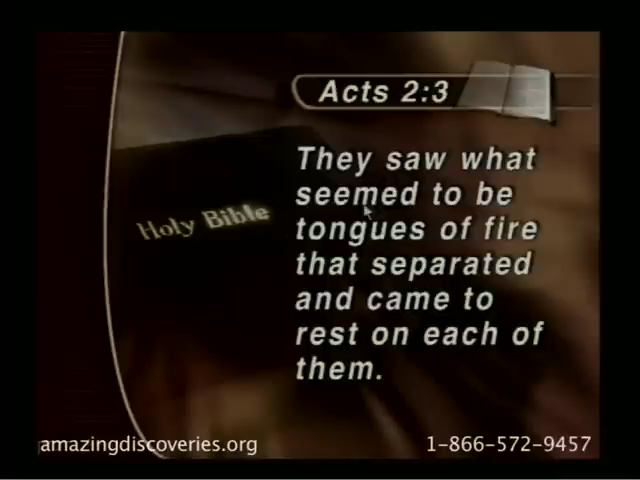 Acts 2:3
They saw what
seemed to be
tongues of fire
that separated
and came to
rest on each of
them.
Holy Bible
amazingdiscoveries.org
1-866-572-9457